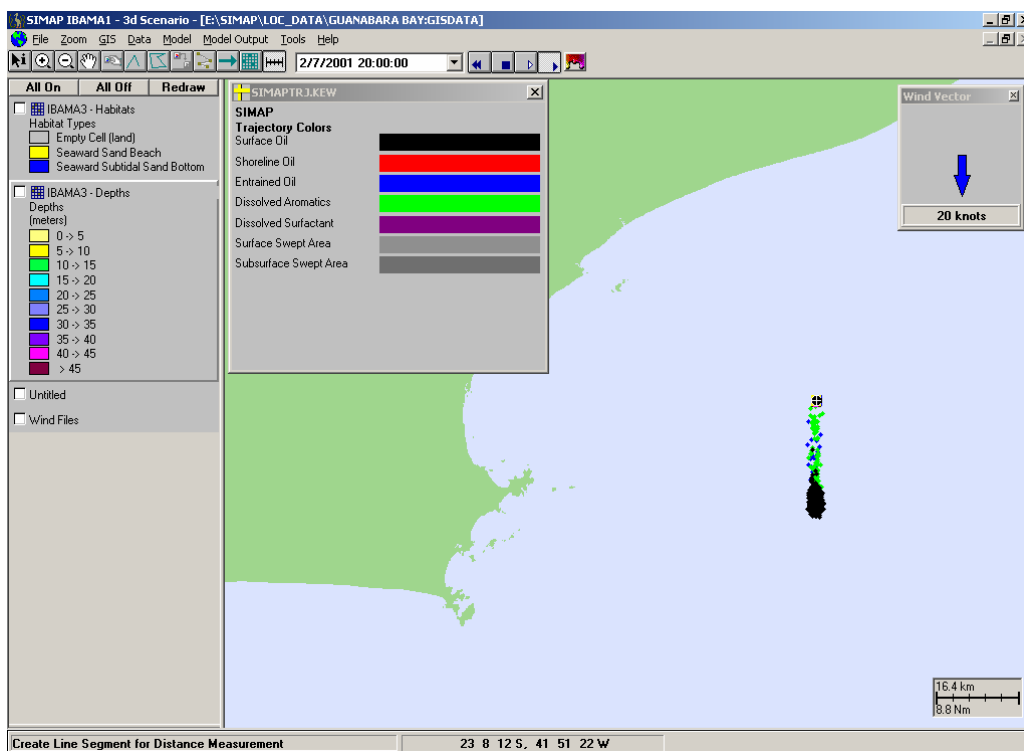 SIMAP IBAMA1 - 3d Scenario - [E:\SIMAP\LOC_DATA\GUANABARA BAY:GISDATA]
File Zoom GIS Data Model Model Output Tools Help
2/7/2001 20:00:00
All On All Off Redraw
IBAMA3 - Habitats
Habitat Types
Empty Cell (land)
Seaward Sand Beach
Seaward Subtidal Sand Bottom
IBAMA3 - Depths
Depths
(meters)
0 -> 5
5 -> 10
10 -> 15
15 -> 20
20 -> 25
25 -> 30
30 -> 35
35 -> 40
40 -> 45
> 45
Untitled
Wind Files
SIMAPTRJ.KEW
SIMAP
Trajectory Colors
Surface Oil
Shoreline Oil
Entrained Oil
Dissolved Aromatics
Dissolved Surfactant
Surface Swept Area
Subsurface Swept Area
Wind Vector
20 knots
16.4 km
8.8 Nm
Create Line Segment for Distance Measurement
23 8 12 S, 41 51 22 W